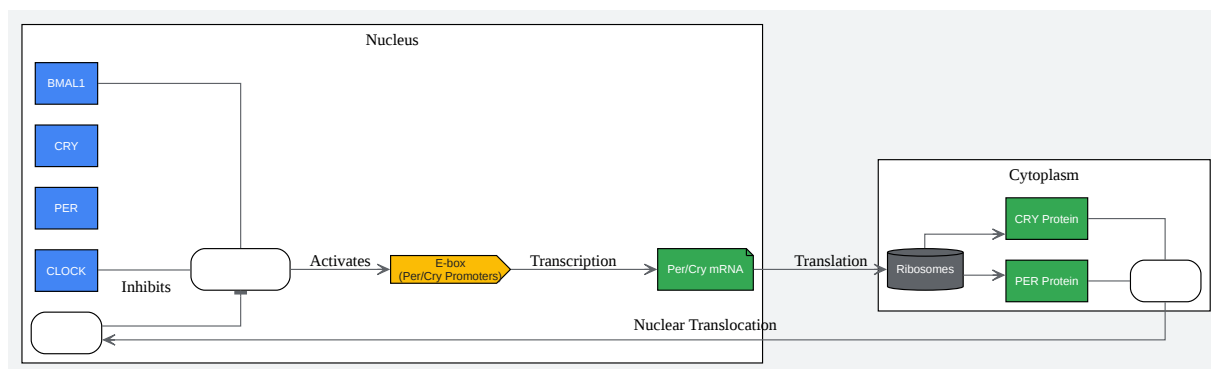 Nucleus
BMAL1
CRY
PER
CLOCK
Inhibits
Activates
E-box
(Per/Cry Promoters)
Transcription
Per/Cry mRNA
Translation
Cytoplasm
Ribosomes
CRY Protein
PER Protein
Nuclear Translocation